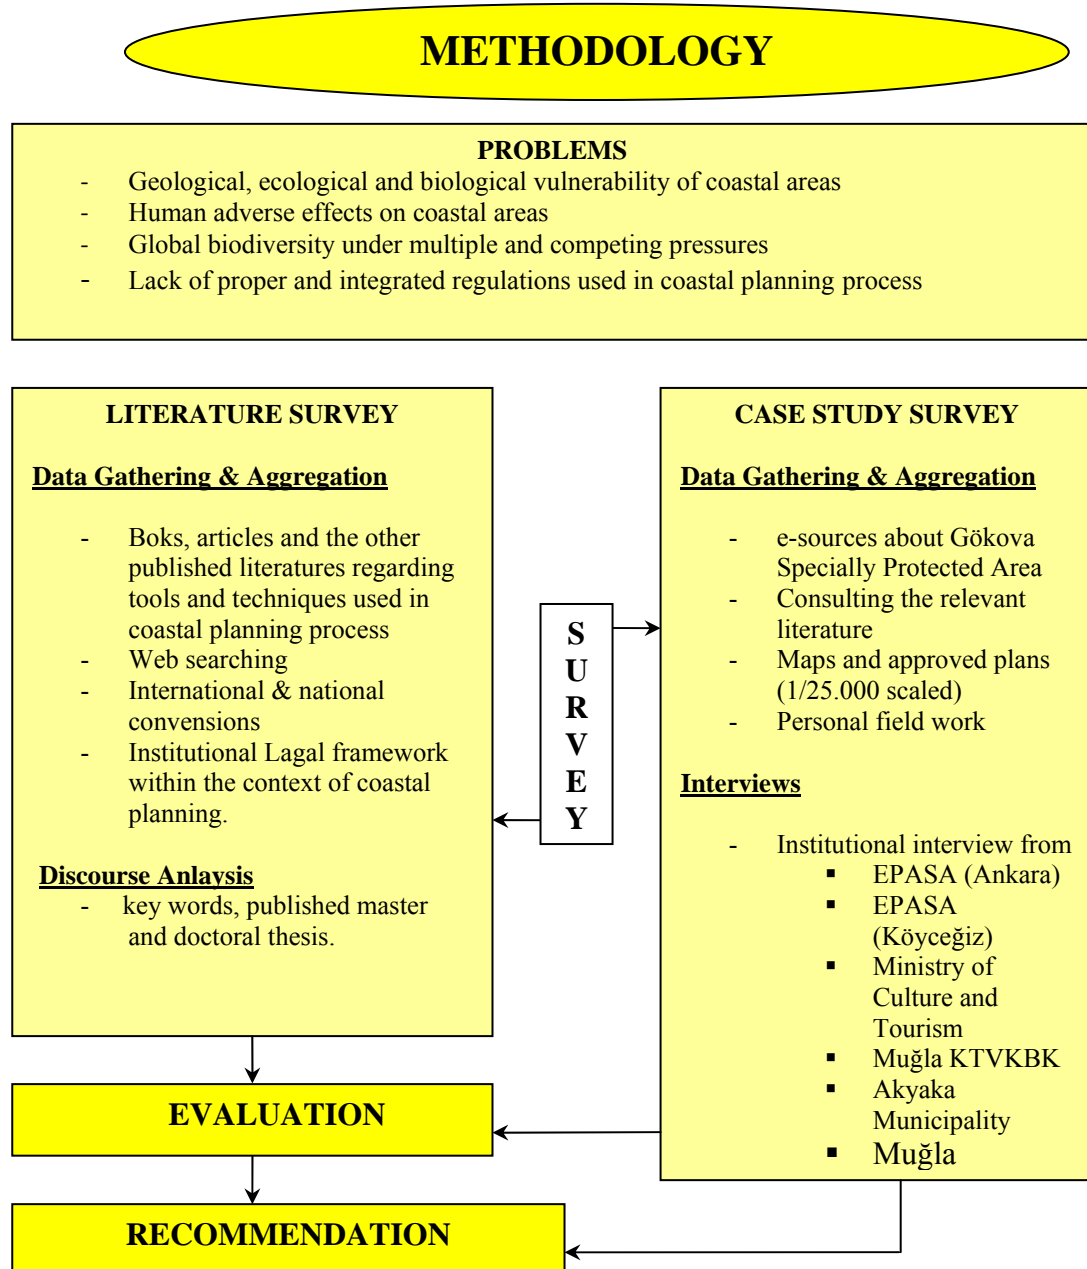 METHODOLOGY
PROBLEMS
- Geological, ecological and biological vulnerability of coastal areas
- Human adverse effects on coastal areas
- Global biodiversity under multiple and competing pressures
- Lack of proper and integrated regulations used in coastal planning process
LITERATURE SURVEY
Data Gathering & Aggregation
- Boks, articles and the other
published literatures regarding
tools and techniques used in
coastal planning process
- Web searching
- International & national
convensions
- Institutional Lagal framework
within the context of coastal
planning.
Discourse Anlaysis
- key words, published master
and doctoral thesis.
S
U
R
V
E
Y
CASE STUDY SURVEY
Data Gathering & Aggregation
- e-sources about Gökova
Specially Protected Area
- Consulting the relevant
literature
- Maps and approved plans
(1/25.000 scaled)
- Personal field work
Interviews
- Institutional interview from
▪ EPASA (Ankara)
▪ EPASA
(Köyceğiz)
▪ Ministry of
Culture and
Tourism
▪ Muğla KTVKBK
▪ Akyaka
Municipality
▪ Muğla
EVALUATION
RECOMMENDATION